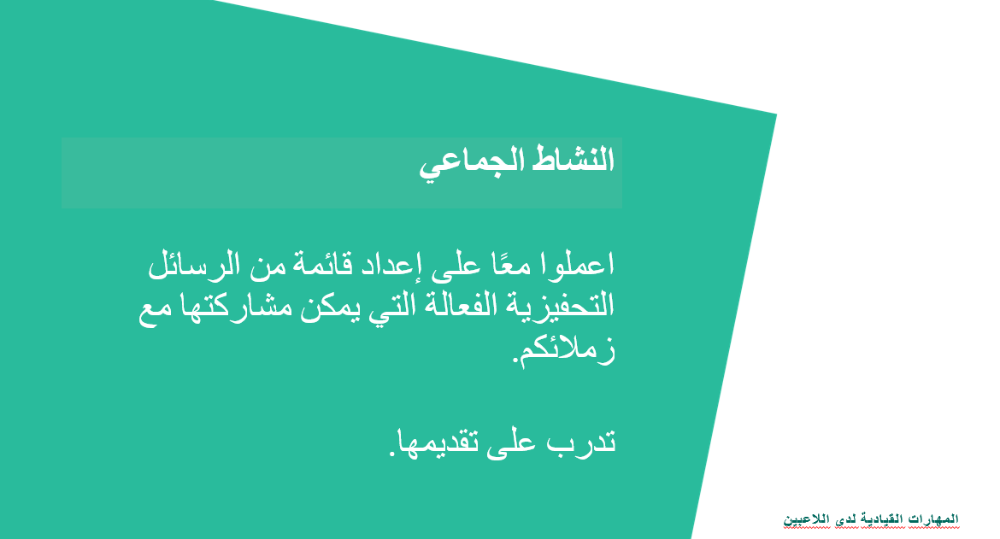 النشاط الجماعي
اعملوا معًا على إعداد قائمة من الرسائل
التحفيزية الفعالة التي يمكن مشاركتها مع
زملائكم.
تدرب على تقديمها.
المهارات القيادية لدى اللاعبين